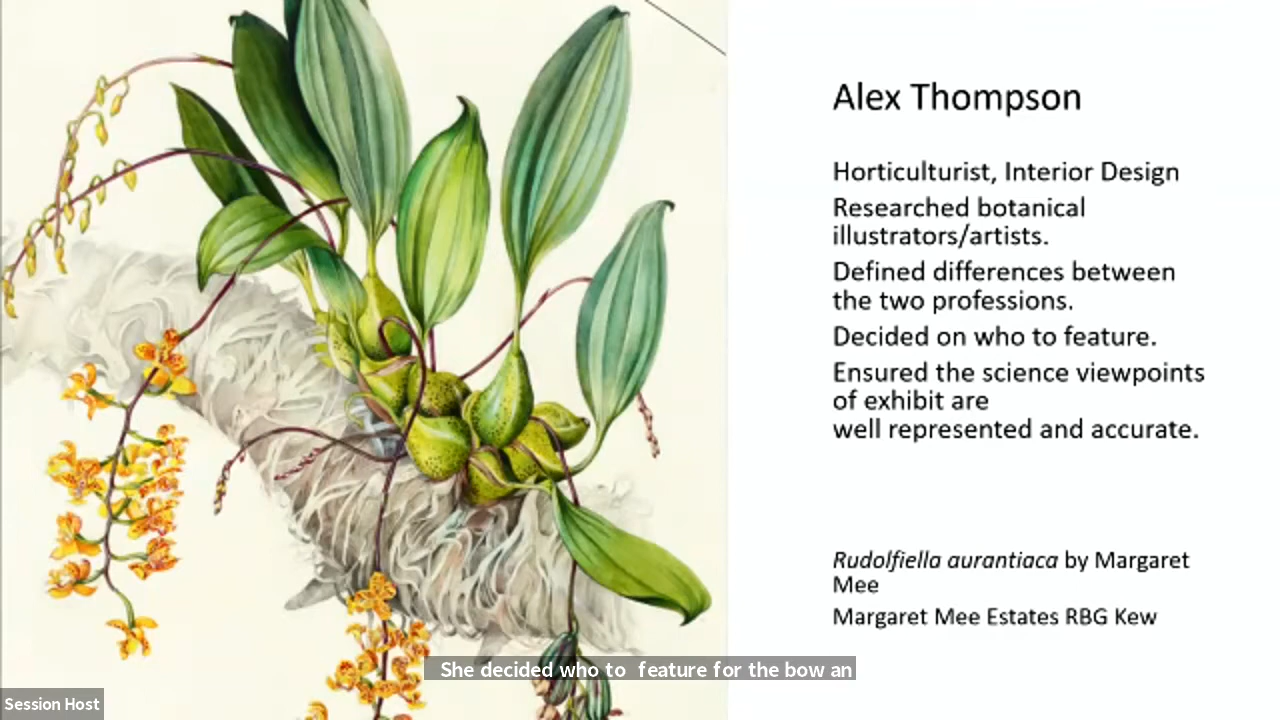 Alex Thompson
Horticulturist, Interior Design
Researched botanical
illustrators/artists.
Defined differences between
the two professions.
Decided on who to feature.
Ensured the science viewpoints
of exhibit are
well represented and accurate.
Rudolfiella aurantiaca by Margaret
Mee
Margaret Mee Estates RBG Kew
She decided who to feature for the bow an
Session Host